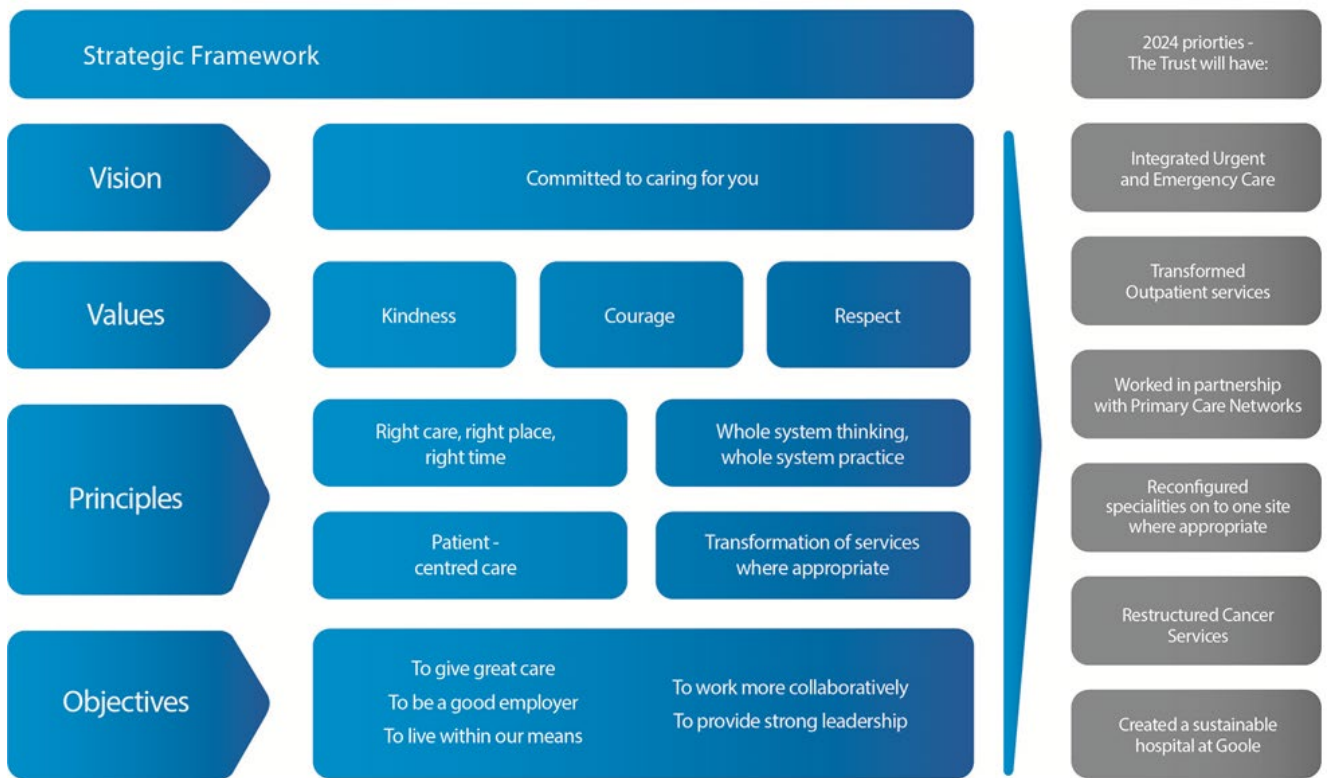 Strategic Framework
Vision
Committed to caring for you
Values
Kindness
Courage
Respect
Principles
Right care, right place,
right time
Whole system thinking,
whole system practice
Patient -
centred care
Transformation of services
where appropriate
Objectives
To give great care
To be a good employer
To live within our means
To work more collaboratively
To provide strong leadership
2024 priorties -
The Trust will have:
Integrated Urgent
and Emergency Care
Transformed
Outpatient services
Worked in partnership
with Primary Care Networks
Reconfigured
specialities on to one site
where appropriate
Restructured Cancer
Services
Created a sustainable
hospital at Goole